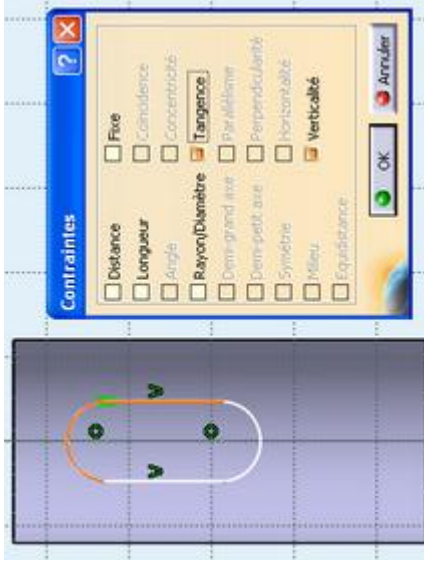 Contraintes
Distance Fixe
Longueur Coïncidence
Angle Concentricité
Rayon/Diamètre Tangence
Demi-grand axe Parallélisme
Demi-petit axe Perpendicularité
Symétrie Horizontalité
Milieu Verticalité
Equidistance
OK Annuler
V
V